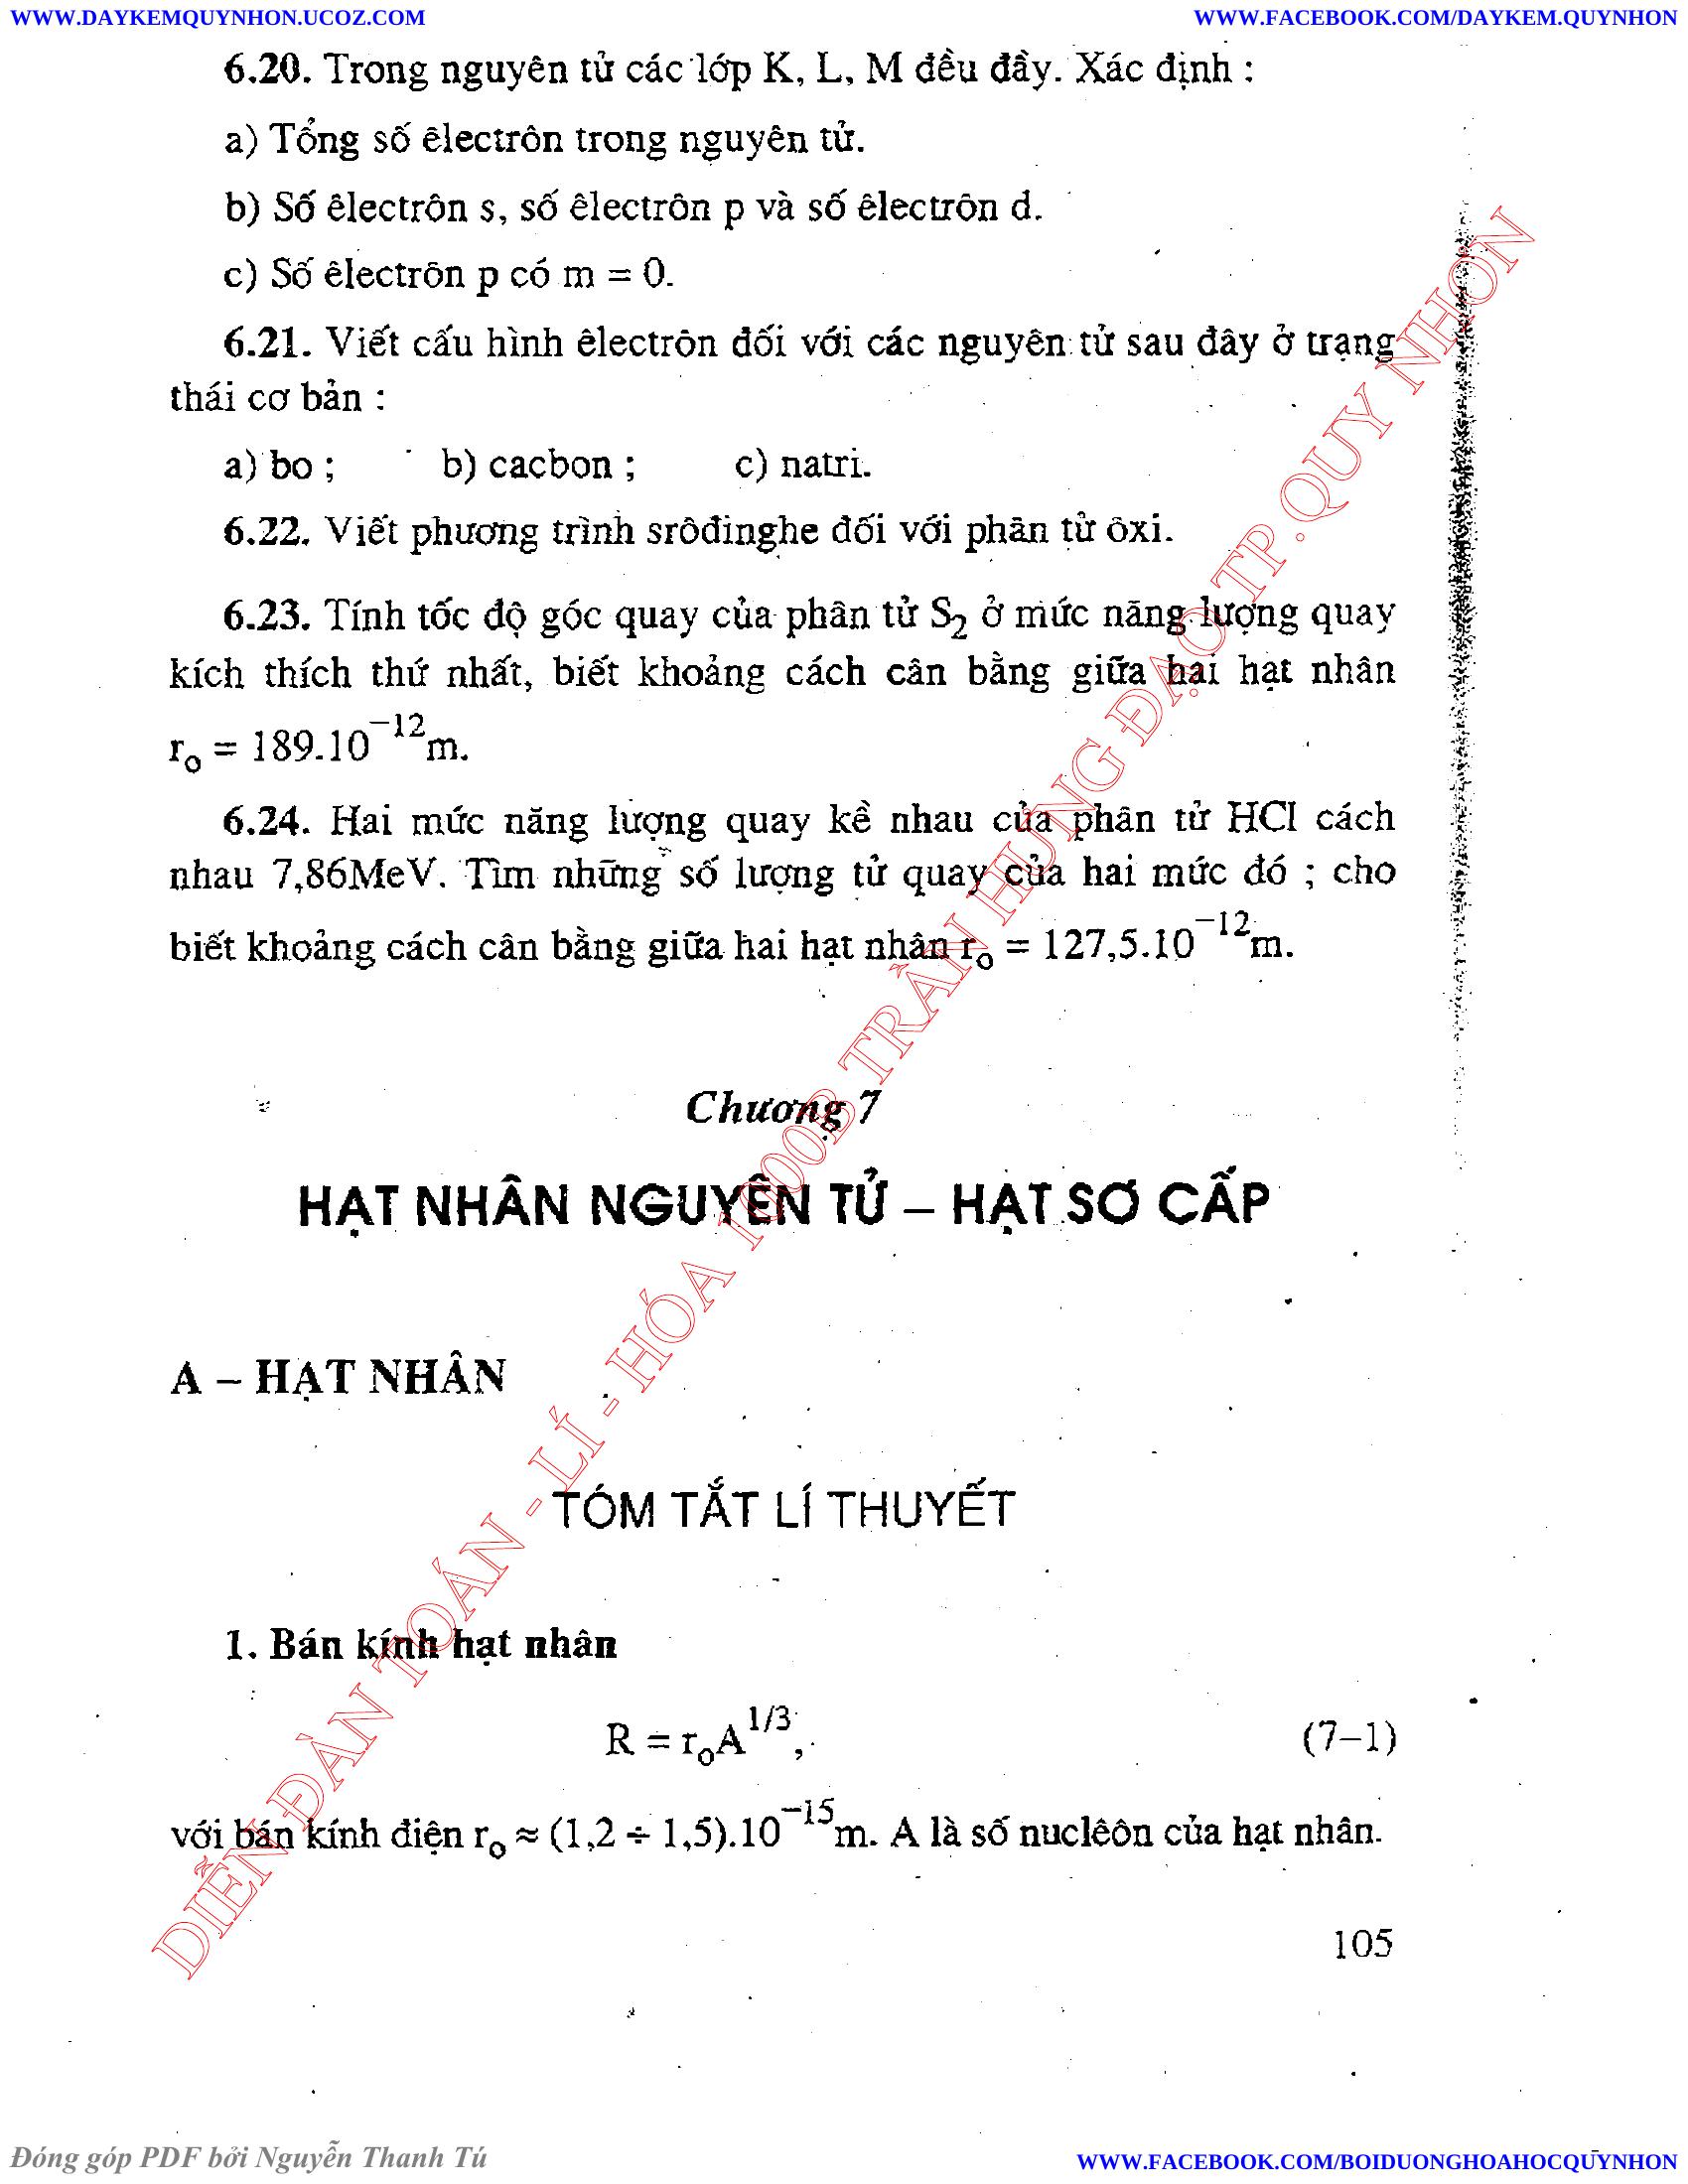 WWW.DAYKEMQUYNHON.UCOZ.COM
WWW.FACEBOOK.COM/DAYKEM.QUYNHON
6.20. Trong nguyên tử các lớp K, L, M đều đầy. Xác định :
a) Tổng số êlectrôn trong nguyên tử.
b) Số êlectrôn s, số êlectrôn p và số êlectrôn d.
c) Số êlectrôn p có m = 0.
6.21. Viết cấu hình êlectrôn đối với các nguyên tử sau đây ở trạng
thái cơ bản :
a) bo ; b) cacbon ; c) natri.
6.22. Viết phương trình srôđinghe đối với phân tử ôxi.
6.23. Tính tốc độ góc quay của phân tử S₂ ở mức năng lượng quay
kích thích thứ nhất, biết khoảng cách cân bằng giữa hai hạt nhân
rₒ = 189.10⁻¹²m.
6.24. Hai mức năng lượng quay kề nhau của phân tử HCl cách
nhau 7,86MeV. Tìm những số lượng tử quay của hai mức đó ; cho
biết khoảng cách cân bằng giữa hai hạt nhân rₒ = 127,5.10⁻¹²m.
Chương 7
HẠT NHÂN NGUYÊN TỬ – HẠT SƠ CẤP
A – HẠT NHÂN
TÓM TẮT LÍ THUYẾT
1. Bán kính hạt nhân
R = rₒA^1/3, (7–1)
với bán kính điện rₒ ≈ (1,2 ÷ 1,5).10⁻¹⁵m. A là số nuclêôn của hạt nhân.
105
DIỄN ĐÀN TOÁN - LÍ - HÓA 1000B TRẦN HƯNG ĐẠO TP.QUY NHƠN
Đóng góp PDF bởi Nguyễn Thanh Tú
WWW.FACEBOOK.COM/BOIDUONGHOAHOCQUYNHON